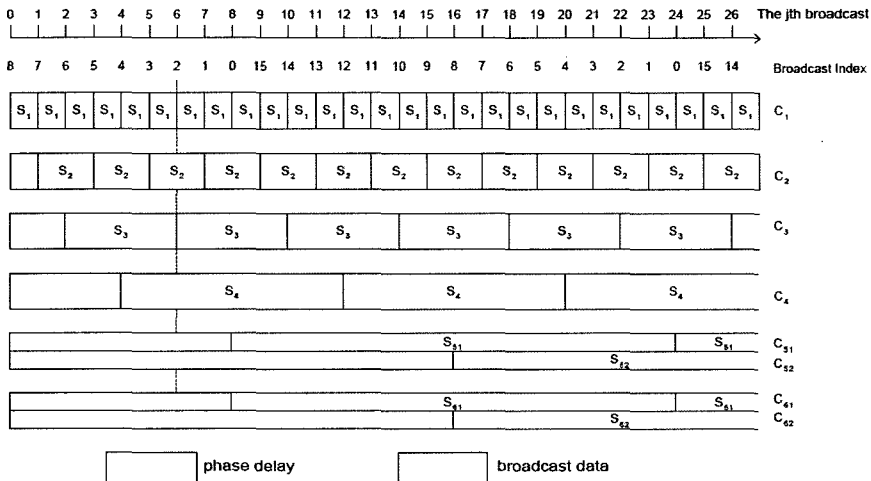 0 1 2 3 4 5 6 7 8 9 10 11 12 13 14 15 16 17 18 19 20 21 22 23 24 25 26 The jth broadcast
8 7 6 5 4 3 2 1 0 15 14 13 12 11 10 9 8 7 6 5 4 3 2 1 0 15 14 Broadcast Index
S₁ S₁ S₁ S₁ S₁ S₁ S₁ S₁ S₁ S₁ S₁ S₁ S₁ S₁ S₁ S₁ S₁ S₁ S₁ S₁ S₁ S₁ S₁ S₁ S₁ S₁ S₁ C₁
S₂ S₂ S₂ S₂ S₂ S₂ S₂ S₂ S₂ S₂ S₂ S₂ S₂ C₂
S₃ S₃ S₃ S₃ S₃ S₃ C₃
S₄ S₄ S₄ C₄
S₅₁ S₅₁ C₅₁
S₅₂ C₅₂
S₆₁ S₆₁ C₆₁
S₆₂ C₆₂
phase delay broadcast data